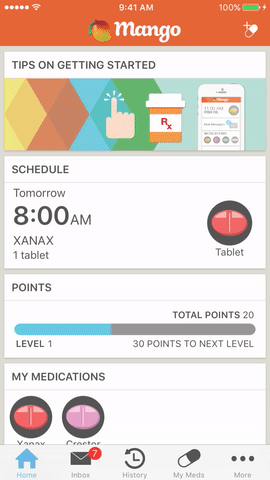 9:41 AM
100%
Mango
TIPS ON GETTING STARTED
Rx
Mango
SCHEDULE
Tomorrow
8:00AM
XANAX
1 tablet
Tablet
POINTS
TOTAL POINTS 20
LEVEL 1
30 POINTS TO NEXT LEVEL
MY MEDICATIONS
Xanax
Crestor
7
Home
Inbox
History
My Meds
More